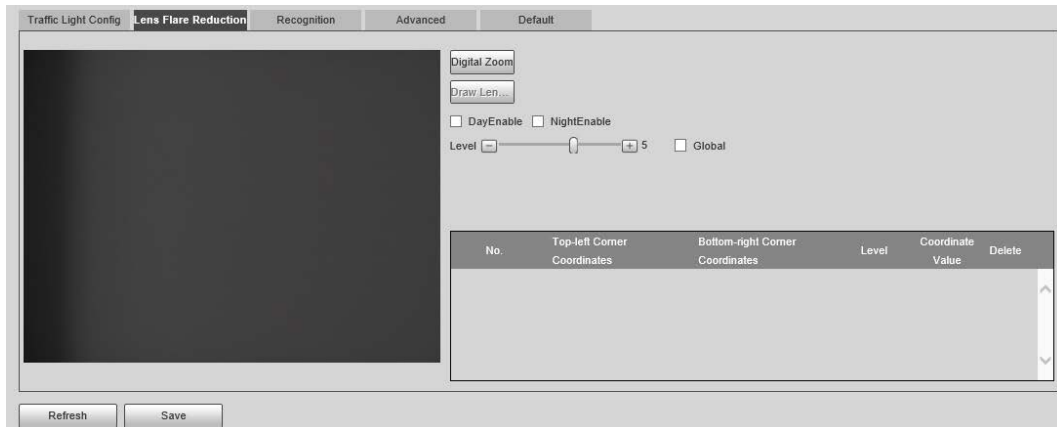 Traffic Light Config Lens Flare Reduction Recognition Advanced Default
Digital Zoom
Draw Len...
DayEnable NightEnable
Level - + 5 Global
No. Top-left Corner Coordinates Bottom-right Corner Coordinates Level Coordinate Value Delete
Refresh Save